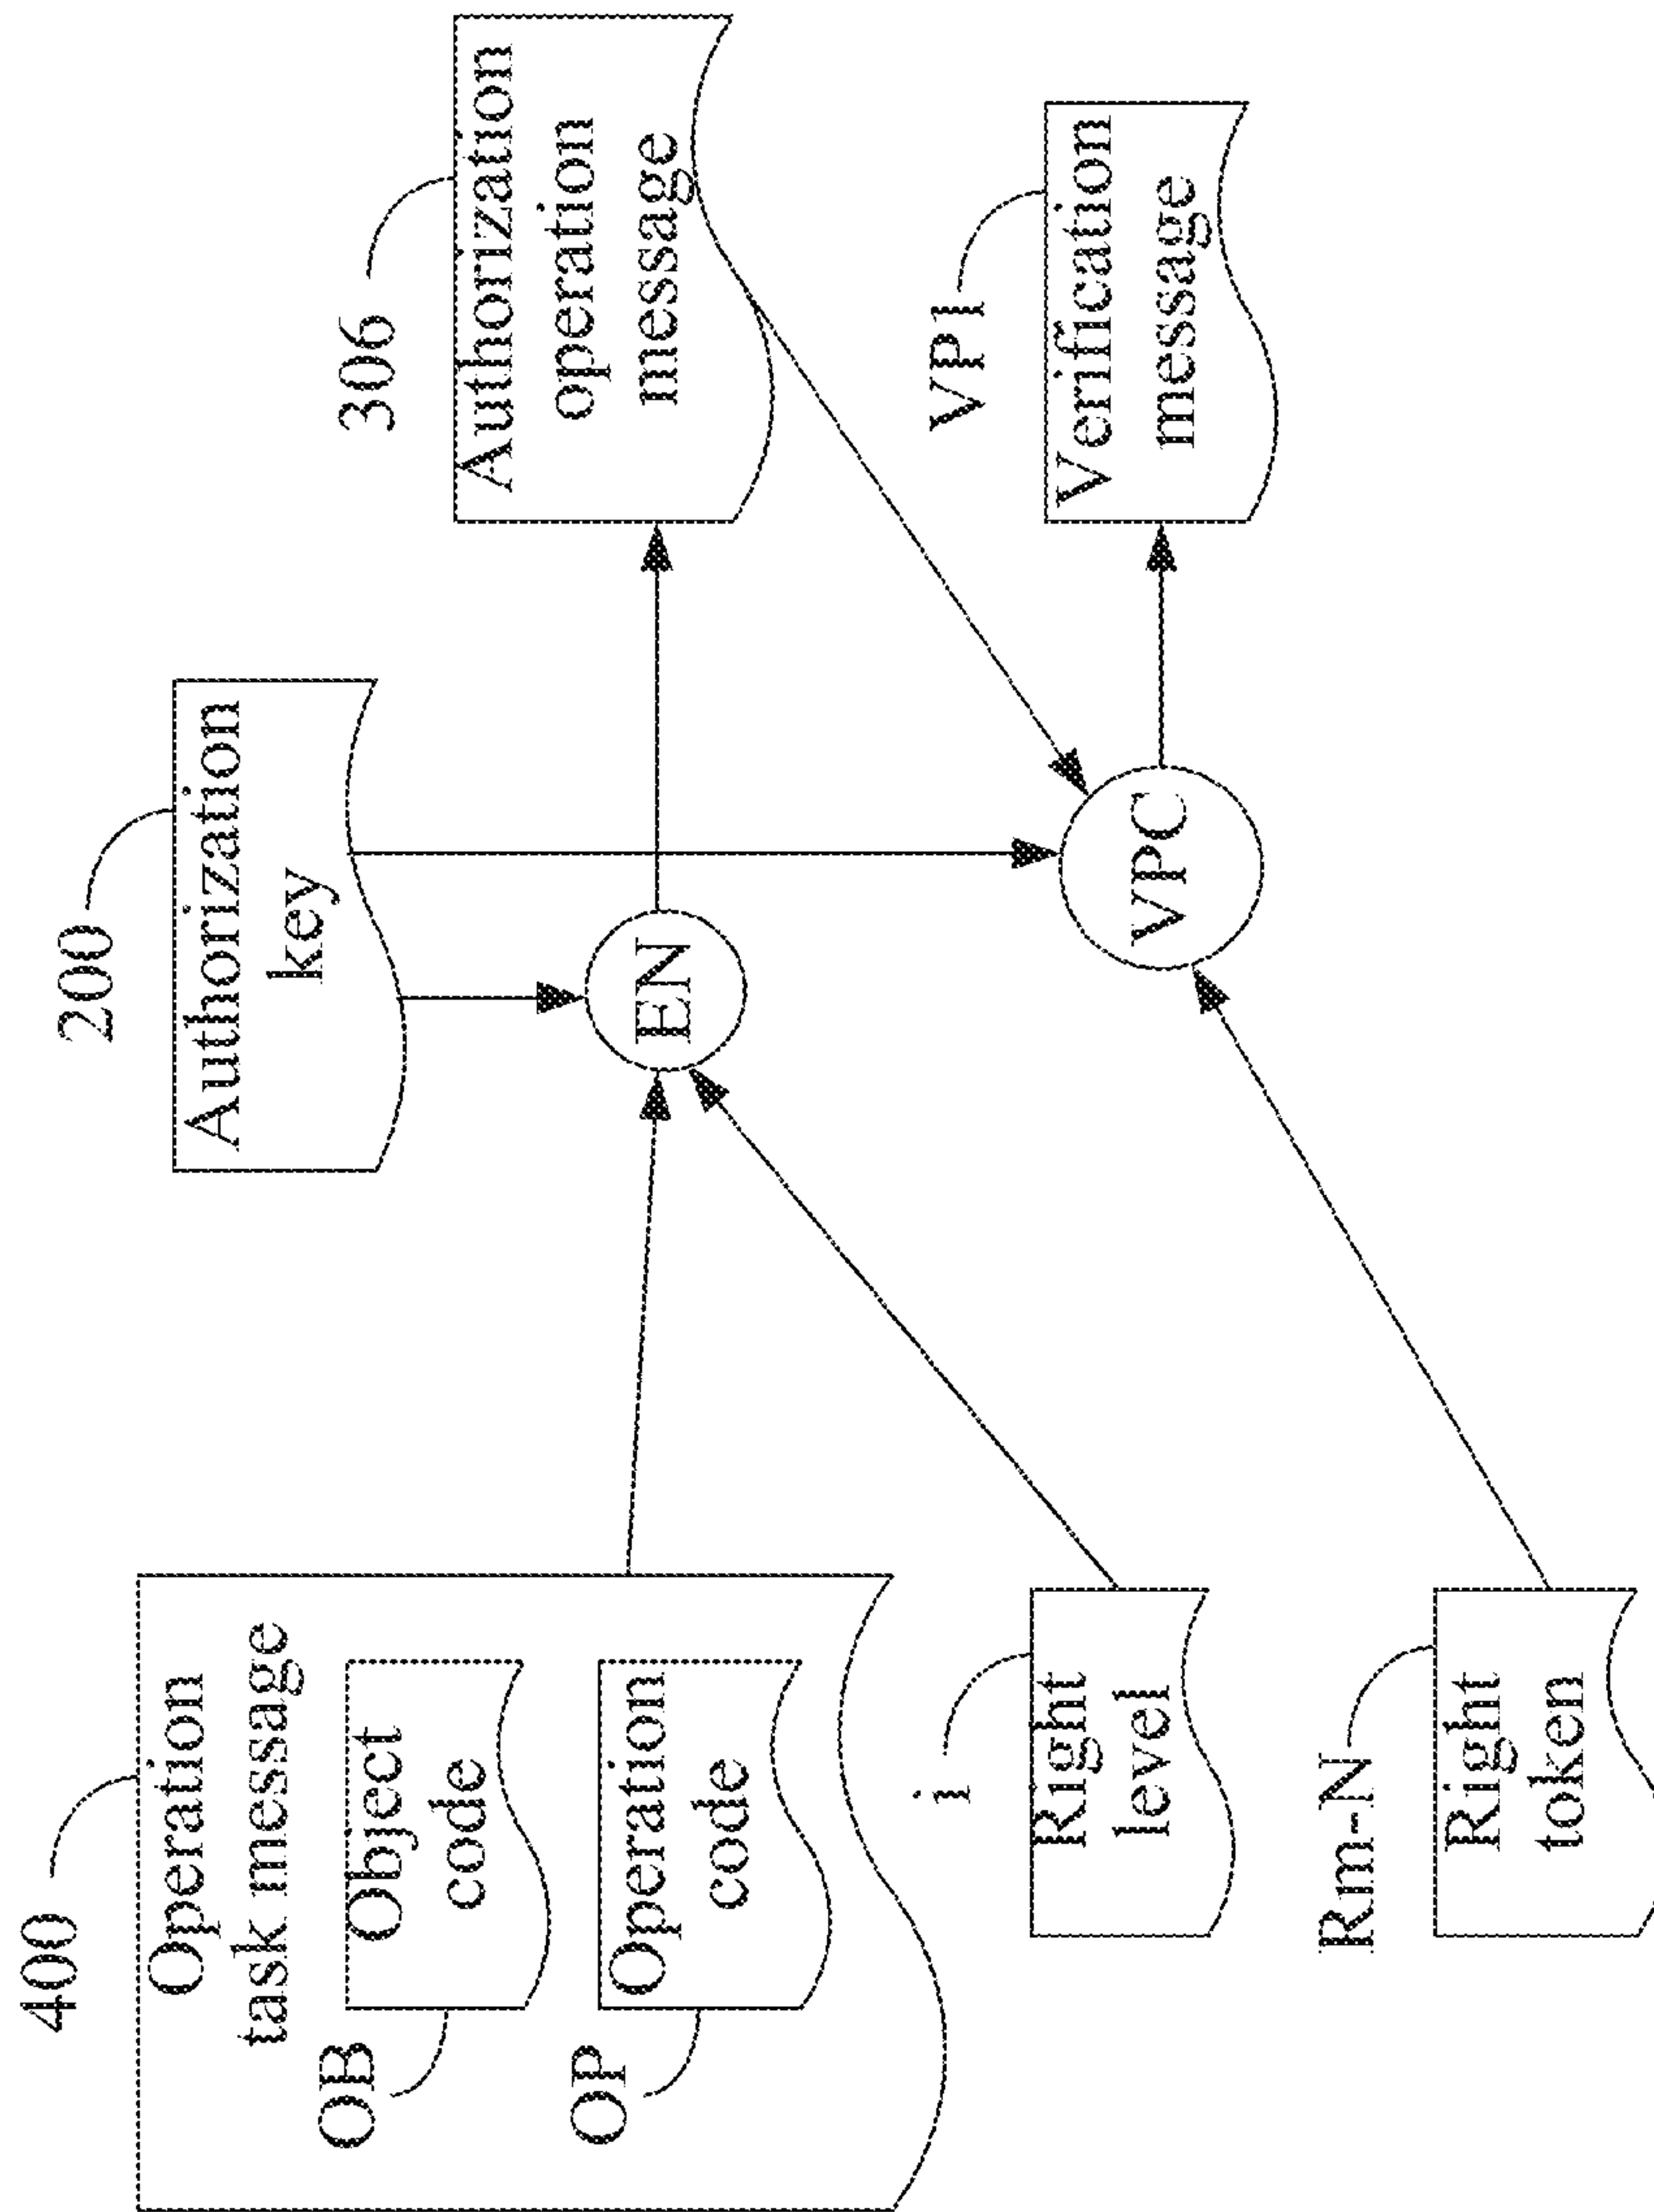 400
Operation
task message
OB
Object
code
OP
Operation
code
i
Right
level
Rm-N
Right
token
200
Authorization
key
EN
VPC
306
Authorization
operation
message
VP1
Verification
message